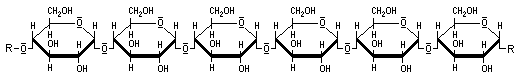 CH₂OH CH₂OH CH₂OH CH₂OH CH₂OH CH₂OH
O O O O O O
H H H H H H H H H H H H H H H H H H
OH H OH H OH H OH H OH H OH H
R O O O O O O R
H OH H OH H OH H OH H OH H OH